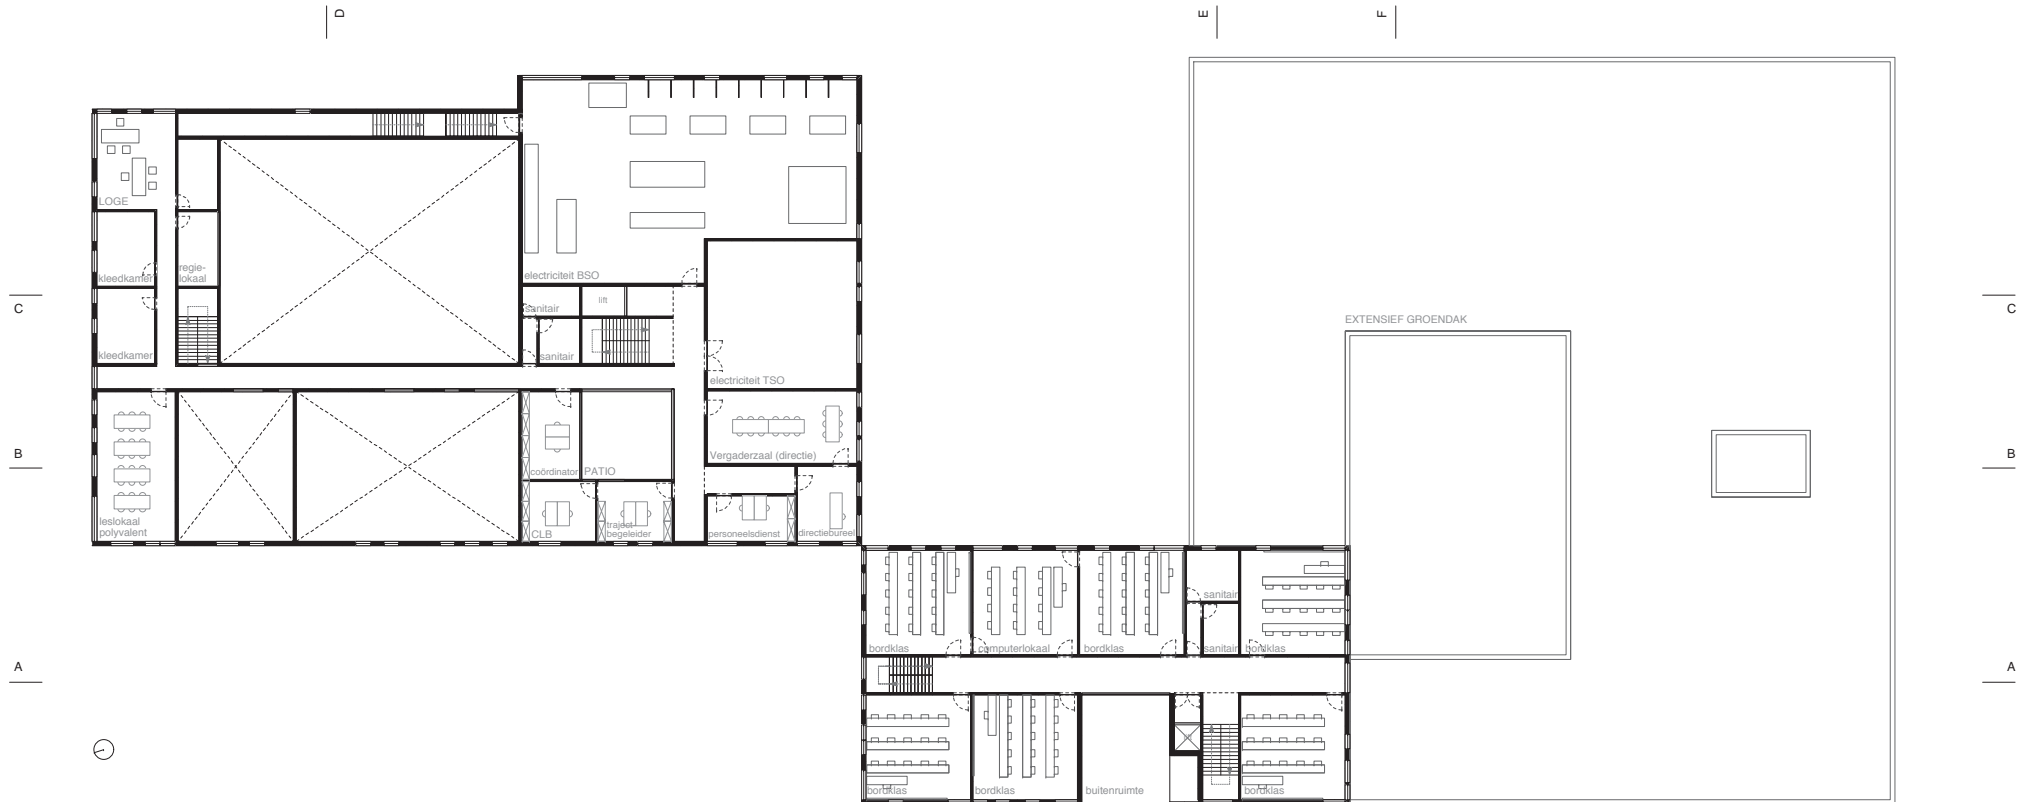 D
E
F
LOGE
kleedkamer
regie-
lokaal
electriciteit BSO
sanitair
lift
C
C
EXTENSIEF GROENDAK
kleedkamer
sanitair
electriciteit TSO
B
B
Vergaderzaal (directie)
coördinator
PATIO
leslokaal
polyvalent
CLB
traject
begeleider
personeelsdienst
directiebureel
sanitair
bordklas
computerlokaal
bordklas
sanitair
bordklas
A
A
lift
bordklas
bordklas
buitenruimte
bordklas